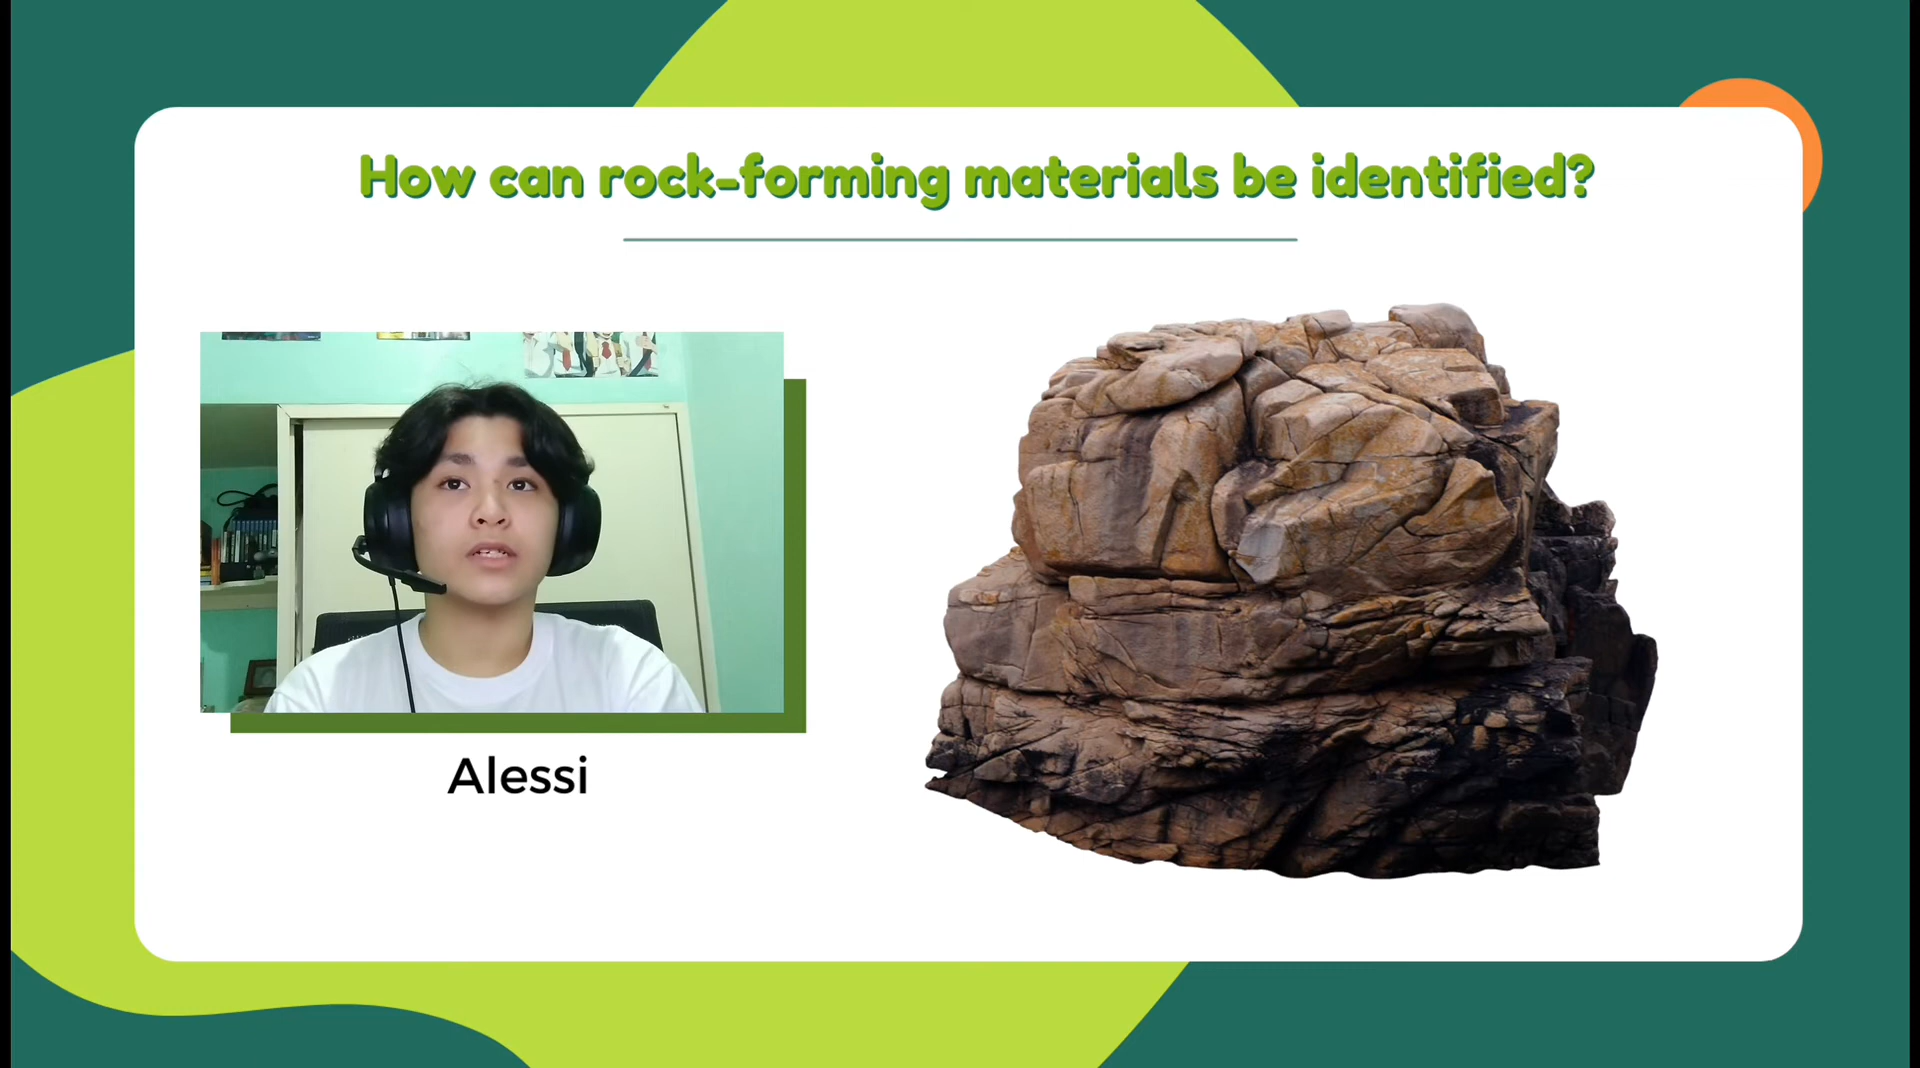 How can rock-forming materials be identified?
Alessi